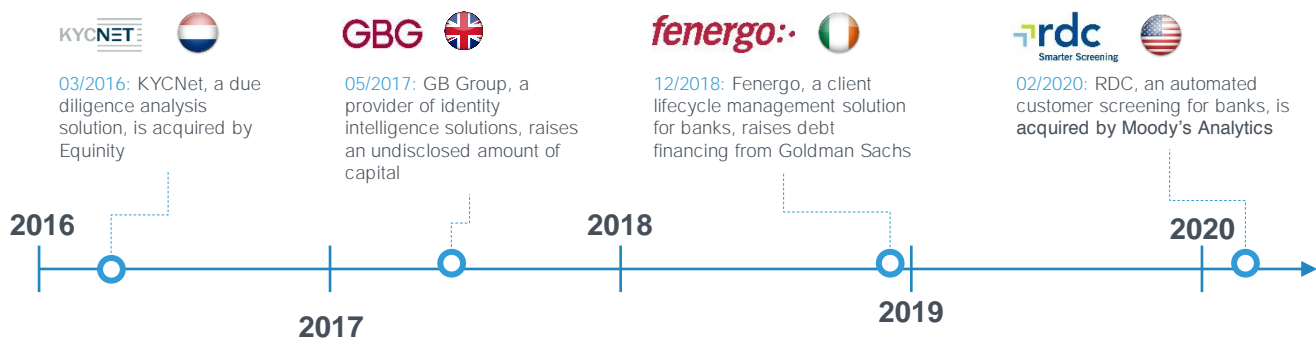 KYCNET
GBG
fenergo:·
rdc
Smarter Screening
03/2016: KYCNet, a due
diligence analysis
solution, is acquired by
Equinity
05/2017: GB Group, a
provider of identity
intelligence solutions, raises
an undisclosed amount of
capital
12/2018: Fenergo, a client
lifecycle management solution
for banks, raises debt
financing from Goldman Sachs
02/2020: RDC, an automated
customer screening for banks, is
acquired by Moody's Analytics
2016
2017
2018
2019
2020